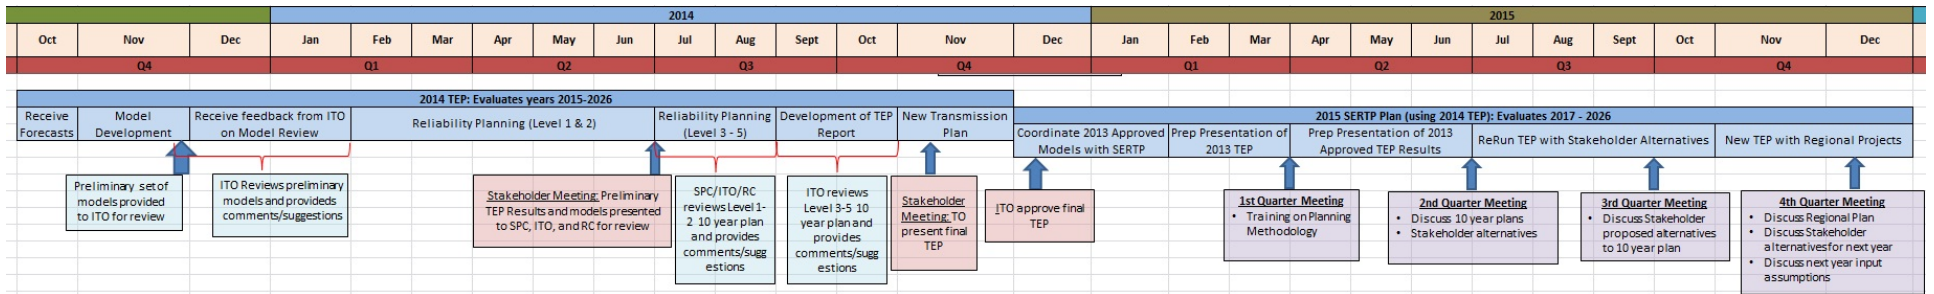 2014
2015
Oct Nov Dec Jan Feb Mar Apr May Jun Jul Aug Sept Oct Nov Dec Jan Feb Mar Apr May Jun Jul Aug Sept Oct Nov Dec
Q4 Q1 Q2 Q3 Q4 Q1 Q2 Q3 Q4
2014 TEP: Evaluates years 2015-2026
Receive
Forecasts
Model
Development
Receive feedback from ITO
on Model Review
Reliability Planning (Level 1 & 2)
Reliability Planning
(Level 3 - 5)
Development of TEP
Report
New Transmission
Plan
2015 SERTP Plan (using 2014 TEP): Evaluates 2017 - 2026
Coordinate 2013 Approved
Models with SERTP
Prep Presentation of
2013 TEP
Prep Presentation of 2013
Approved TEP Results
ReRun TEP with Stakeholder Alternatives
New TEP with Regional Projects
Preliminary set of
models provided
to ITO for review
ITO Reviews preliminary
models and provideds
comments/suggestions
Stakeholder Meeting: Preliminary
TEP Results and models presented
to SPC, ITO, and RC for review
SPC/ITO/RC
reviews Level 1-
2 10 year plan
and provides
comments/sugg
estions
ITO reviews
Level 3-5 10
year plan and
provides
comments/sugg
estions
Stakeholder
Meeting: TO
present final
TEP
ITO approve final
TEP
1st Quarter Meeting
• Training on Planning
Methodology
2nd Quarter Meeting
• Discuss 10 year plans
• Stakeholder alternatives
3rd Quarter Meeting
• Discuss Stakeholder
proposed alternatives
to 10 year plan
4th Quarter Meeting
• Discuss Regional Plan
• Discuss Stakeholder
alternativesfor next year
• Discuss next year input
assumptions